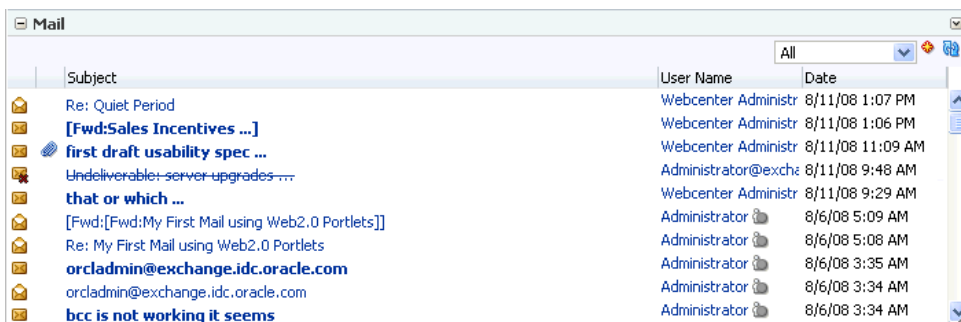 Mail
All
Subject User Name Date
Re: Quiet Period Webcenter Administr 8/11/08 1:07 PM
[Fwd:Sales Incentives ...] Webcenter Administr 8/11/08 1:06 PM
first draft usability spec ... Webcenter Administr 8/11/08 11:09 AM
Undeliverable: server upgrades ... Administrator@excha 8/11/08 9:48 AM
that or which ... Webcenter Administr 8/11/08 9:29 AM
[Fwd:[Fwd:My First Mail using Web2.0 Portlets]] Administrator 8/6/08 5:09 AM
Re: My First Mail using Web2.0 Portlets Administrator 8/6/08 5:08 AM
orcladmin@exchange.idc.oracle.com Administrator 8/6/08 3:35 AM
orcladmin@exchange.idc.oracle.com Administrator 8/6/08 3:34 AM
bcc is not working it seems Administrator 8/6/08 3:34 AM